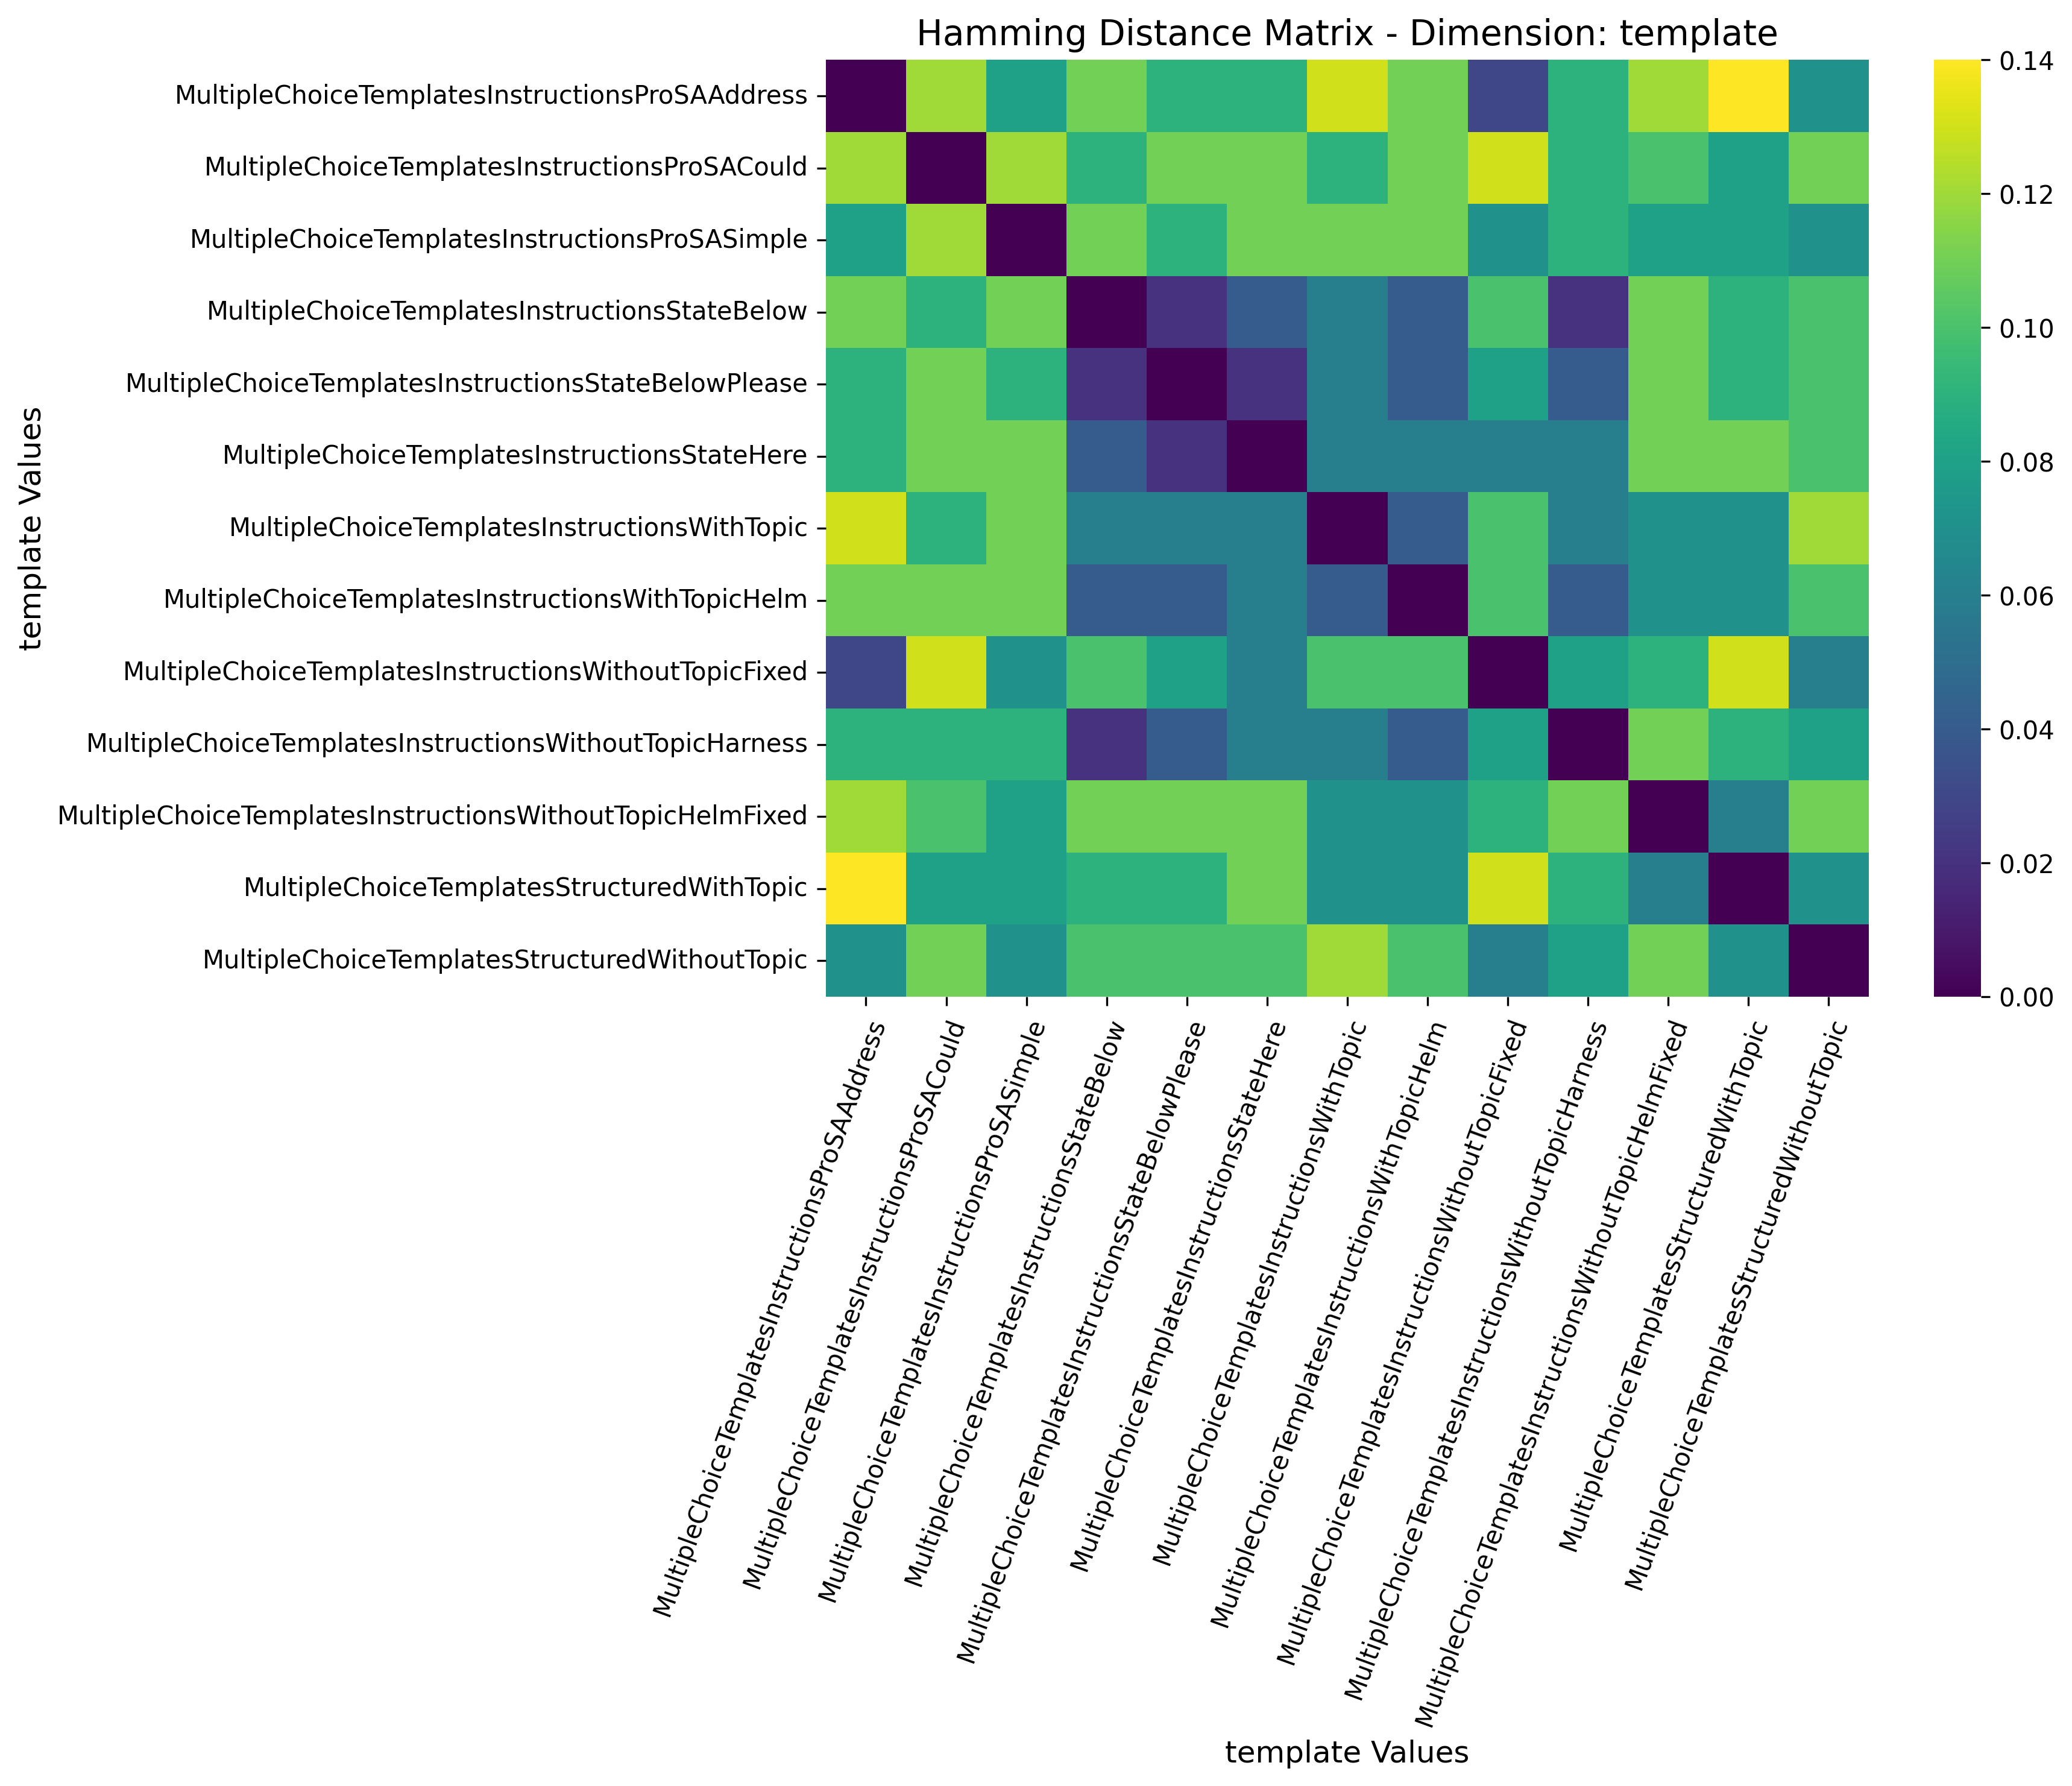 Hamming Distance Matrix - Dimension: template
template Values
MultipleChoiceTemplatesInstructionsProSAAddress
MultipleChoiceTemplatesInstructionsProSACould
MultipleChoiceTemplatesInstructionsProSASimple
MultipleChoiceTemplatesInstructionsStateBelow
MultipleChoiceTemplatesInstructionsStateBelowPlease
MultipleChoiceTemplatesInstructionsStateHere
MultipleChoiceTemplatesInstructionsWithTopic
MultipleChoiceTemplatesInstructionsWithTopicHelm
MultipleChoiceTemplatesInstructionsWithoutTopicFixed
MultipleChoiceTemplatesInstructionsWithoutTopicHarness
MultipleChoiceTemplatesInstructionsWithoutTopicHelmFixed
MultipleChoiceTemplatesStructuredWithTopic
MultipleChoiceTemplatesStructuredWithoutTopic
0.14
0.12
0.10
0.08
0.06
0.04
0.02
0.00
MultipleChoiceTemplatesInstructionsProSAAddress
MultipleChoiceTemplatesInstructionsProSACould
MultipleChoiceTemplatesInstructionsProSASimple
MultipleChoiceTemplatesInstructionsStateBelow
MultipleChoiceTemplatesInstructionsStateBelowPlease
MultipleChoiceTemplatesInstructionsStateHere
MultipleChoiceTemplatesInstructionsWithTopic
MultipleChoiceTemplatesInstructionsWithTopicHelm
MultipleChoiceTemplatesInstructionsWithoutTopicFixed
MultipleChoiceTemplatesInstructionsWithoutTopicHarness
MultipleChoiceTemplatesInstructionsWithoutTopicHelmFixed
MultipleChoiceTemplatesStructuredWithTopic
MultipleChoiceTemplatesStructuredWithoutTopic
template Values